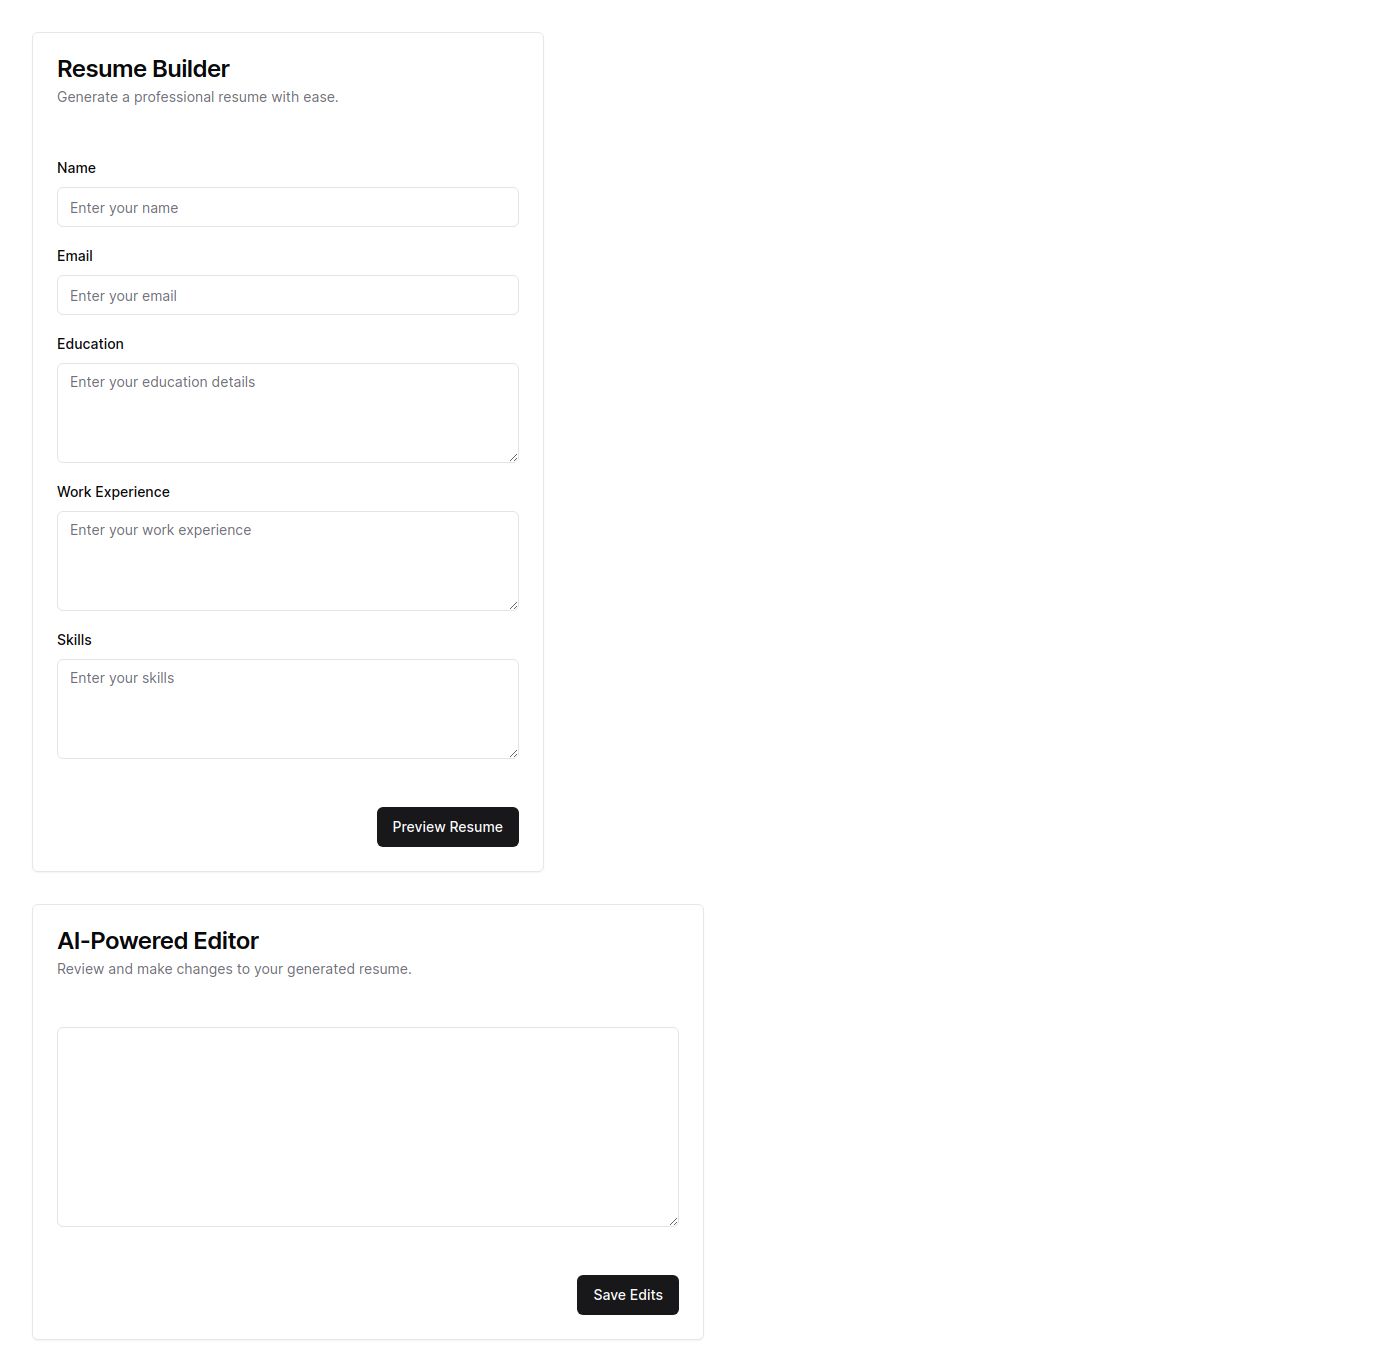 Resume Builder
Generate a professional resume with ease.
Name
Enter your name
Email
Enter your email
Education
Enter your education details
Work Experience
Enter your work experience
Skills
Enter your skills
Preview Resume
AI-Powered Editor
Review and make changes to your generated resume.
Save Edits